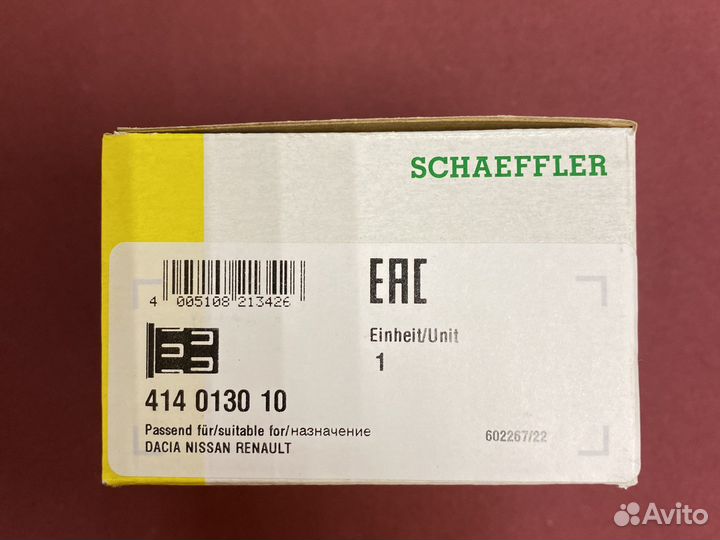 SCHAEFFLER
EAC
4 005108 213426
Einheit/Unit
1
414 0130 10
Passend für/suitable for/назначение
DACIA NISSAN RENAULT
602267/22
Avito